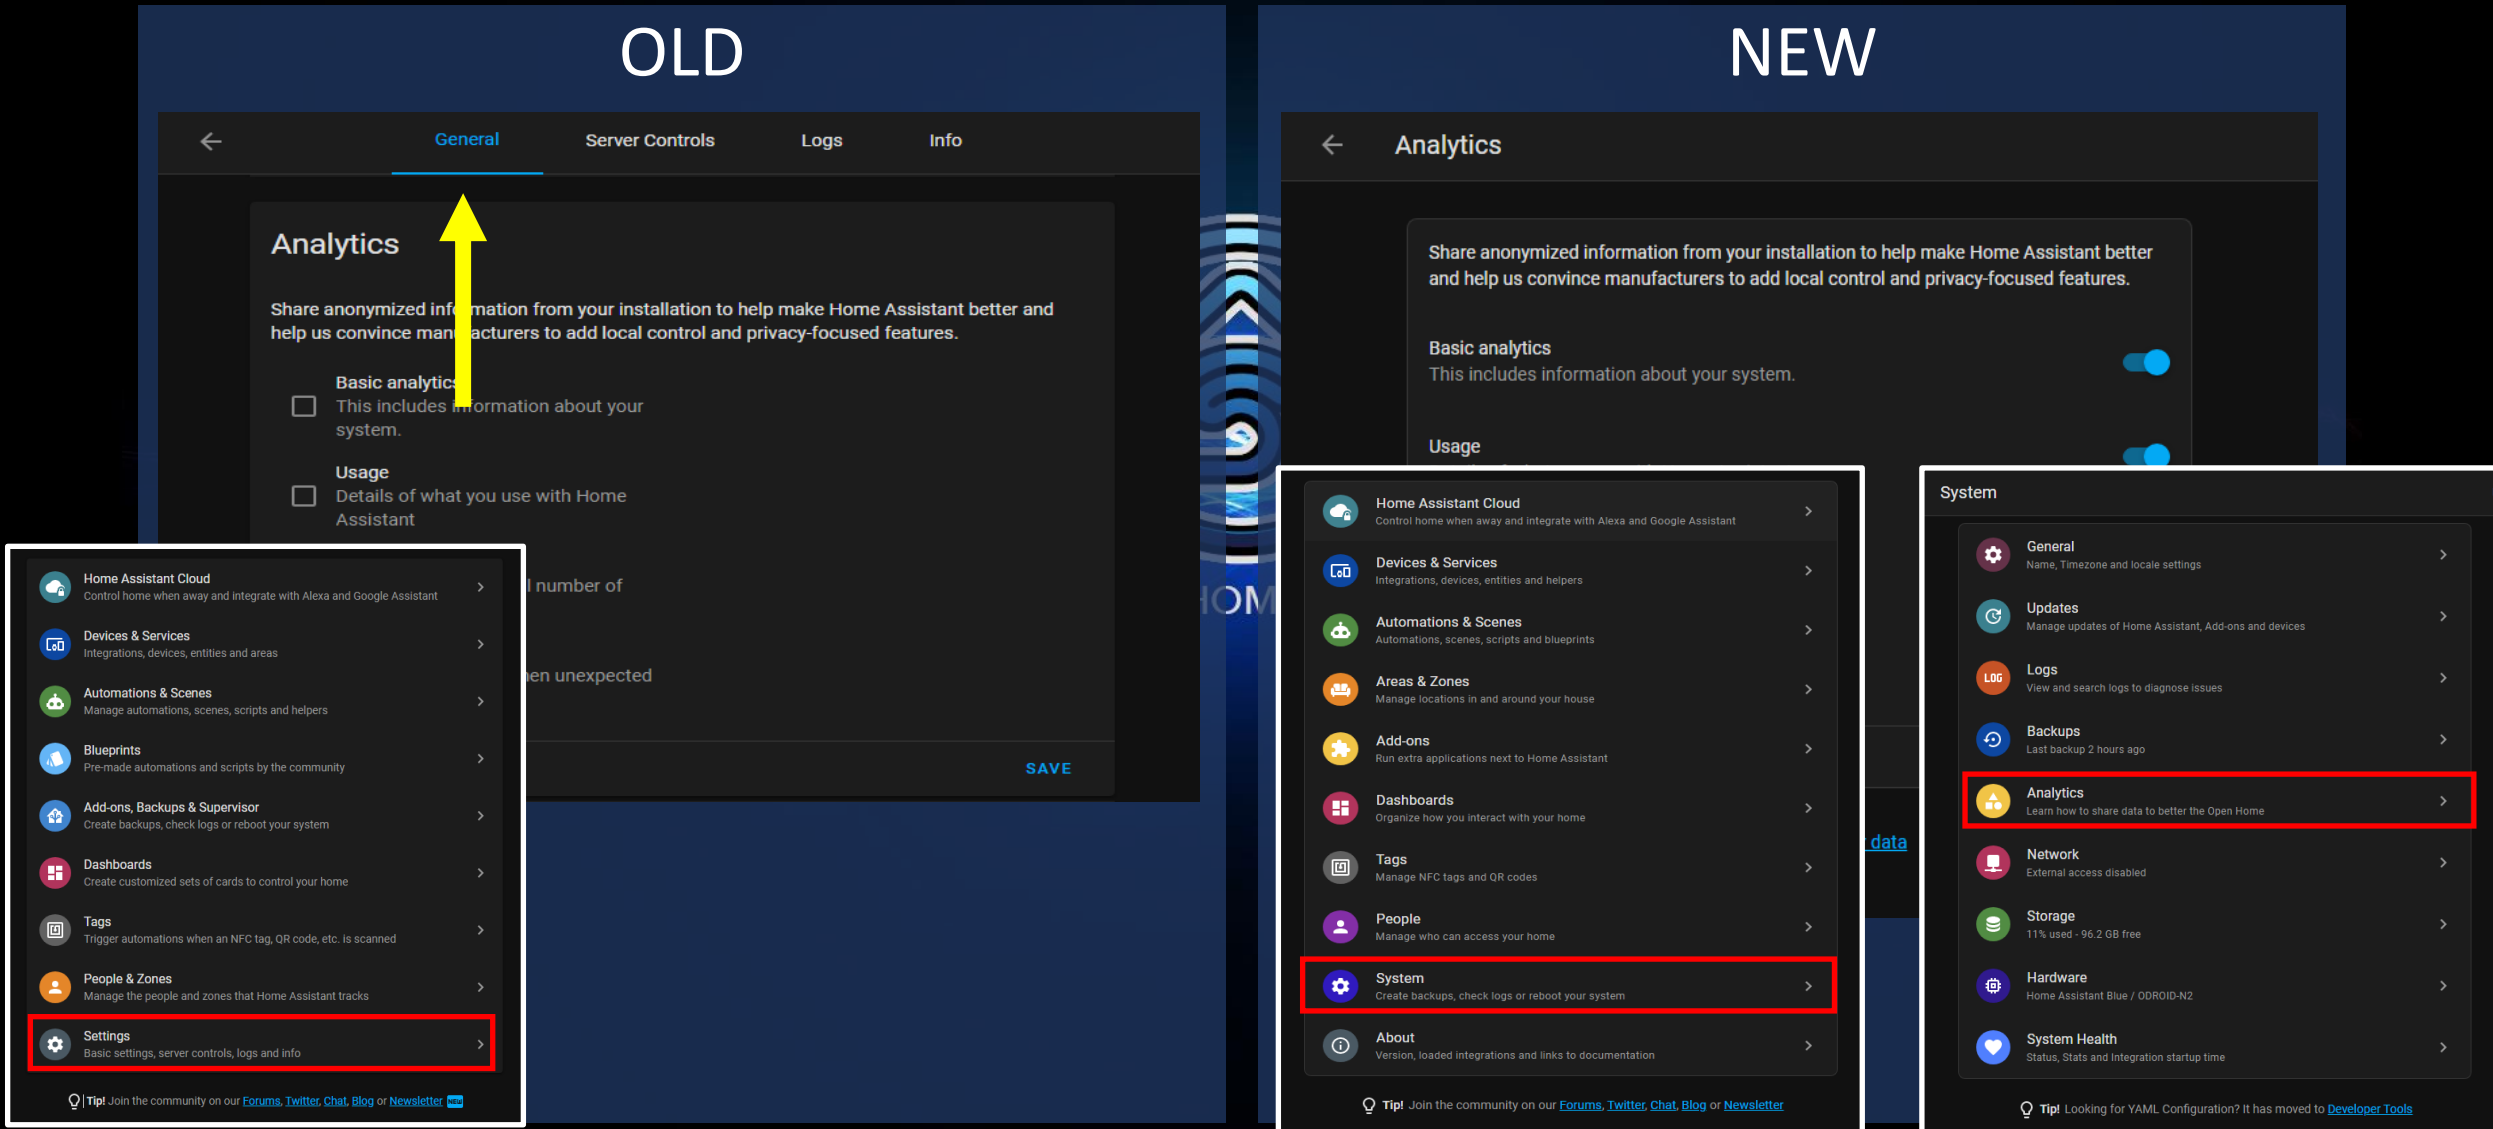 OLD
General
Server Controls
Logs
Info
Analytics
Share anonymized information from your installation to help make Home Assistant better and
help us convince manufacturers to add local control and privacy-focused features.
Basic analytics
This includes information about your
system.
Usage
Details of what you use with Home
Assistant
number of
unexpected
SAVE
Home Assistant Cloud
Control home when away and integrate with Alexa and Google Assistant
Devices & Services
Integrations, devices, entities and areas
Automations & Scenes
Manage automations, scenes, scripts and helpers
Blueprints
Pre-made automations and scripts by the community
Add-ons, Backups & Supervisor
Create backups, check logs or reboot your system
Dashboards
Create customized sets of cards to control your home
Tags
Trigger automations when an NFC tag, QR code, etc. is scanned
People & Zones
Manage the people and zones that Home Assistant tracks
Settings
Basic settings, server controls, logs and info
Tip! Join the community on our Forums, Twitter, Chat, Blog or Newsletter NEW
NEW
Analytics
Share anonymized information from your installation to help make Home Assistant better
and help us convince manufacturers to add local control and privacy-focused features.
Basic analytics
This includes information about your system.
Usage
data
Home Assistant Cloud
Control home when away and integrate with Alexa and Google Assistant
Devices & Services
Integrations, devices, entities and helpers
Automations & Scenes
Automations, scenes, scripts and blueprints
Areas & Zones
Manage locations in and around your house
Add-ons
Run extra applications next to Home Assistant
Dashboards
Organize how you interact with your home
Tags
Manage NFC tags and QR codes
People
Manage who can access your home
System
Create backups, check logs or reboot your system
About
Version, loaded integrations and links to documentation
Tip! Join the community on our Forums, Twitter, Chat, Blog or Newsletter
System
General
Name, Timezone and locale settings
Updates
Manage updates of Home Assistant, Add-ons and devices
LOG
Logs
View and search logs to diagnose issues
Backups
Last backup 2 hours ago
Analytics
Learn how to share data to better the Open Home
Network
External access disabled
Storage
11% used - 96.2 GB free
Hardware
Home Assistant Blue / ODROID-N2
System Health
Status, Stats and Integration startup time
Tip! Looking for YAML Configuration? It has moved to Developer Tools